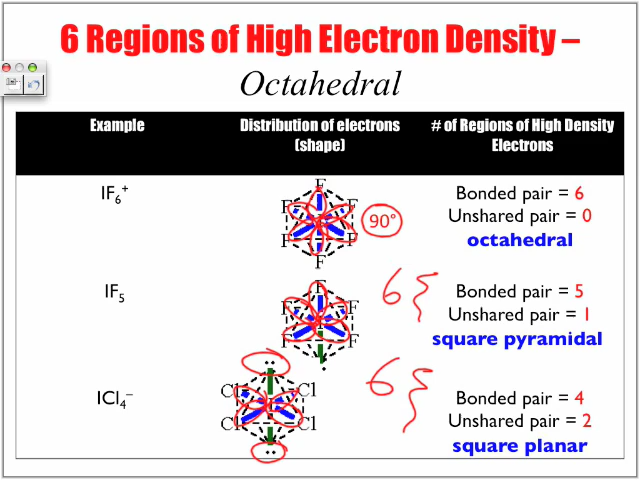 6 Regions of High Electron Density –
Octahedral
Example
Distribution of electrons
(shape)
# of Regions of High Density
Electrons
IF₆⁺
F
F F
F F
F
90°
Bonded pair = 6
Unshared pair = 0
octahedral
IF₅
F
F F
I
F F
6
Bonded pair = 5
Unshared pair = 1
square pyramidal
ICl₄⁻
Cl Cl
Cl Cl
6
Bonded pair = 4
Unshared pair = 2
square planar